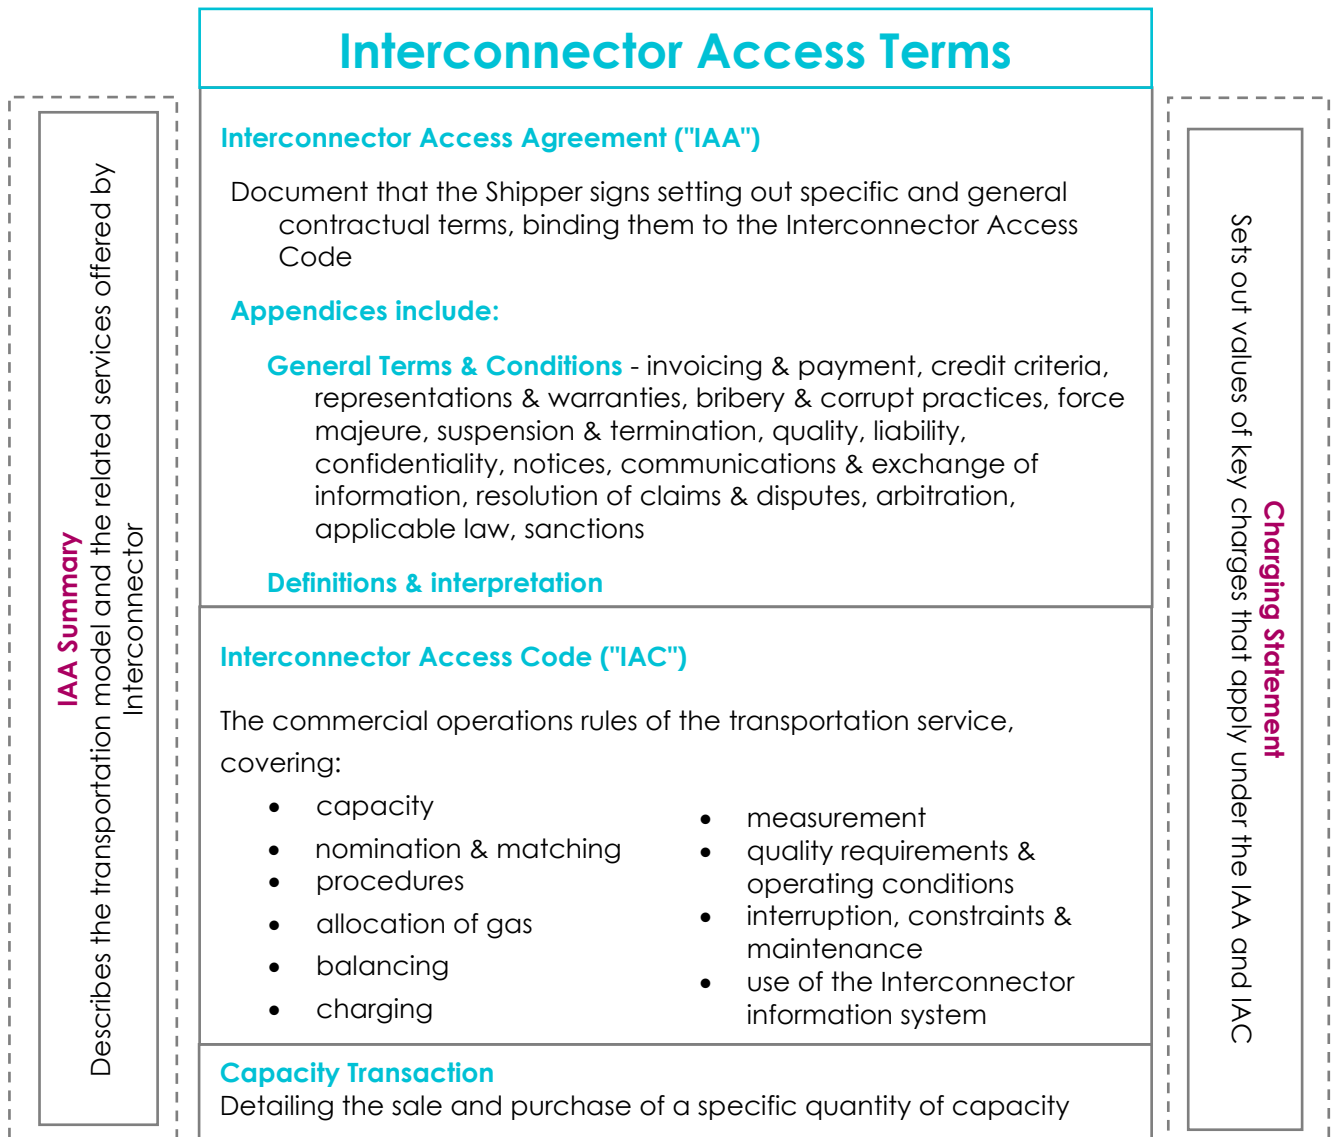 Interconnector Access Terms
IAA Summary
Describes the transportation model and the related services offered by
Interconnector
Interconnector Access Agreement ("IAA")
Document that the Shipper signs setting out specific and general
contractual terms, binding them to the Interconnector Access
Code
Appendices include:
General Terms & Conditions - invoicing & payment, credit criteria,
representations & warranties, bribery & corrupt practices, force
majeure, suspension & termination, quality, liability,
confidentiality, notices, communications & exchange of
information, resolution of claims & disputes, arbitration,
applicable law, sanctions
Definitions & interpretation
Interconnector Access Code ("IAC")
The commercial operations rules of the transportation service,
covering:
• capacity
• nomination & matching
• procedures
• allocation of gas
• balancing
• charging
• measurement
• quality requirements &
operating conditions
• interruption, constraints &
maintenance
• use of the Interconnector
information system
Capacity Transaction
Detailing the sale and purchase of a specific quantity of capacity
Charging Statement
Sets out values of key charges that apply under the IAA and IAC